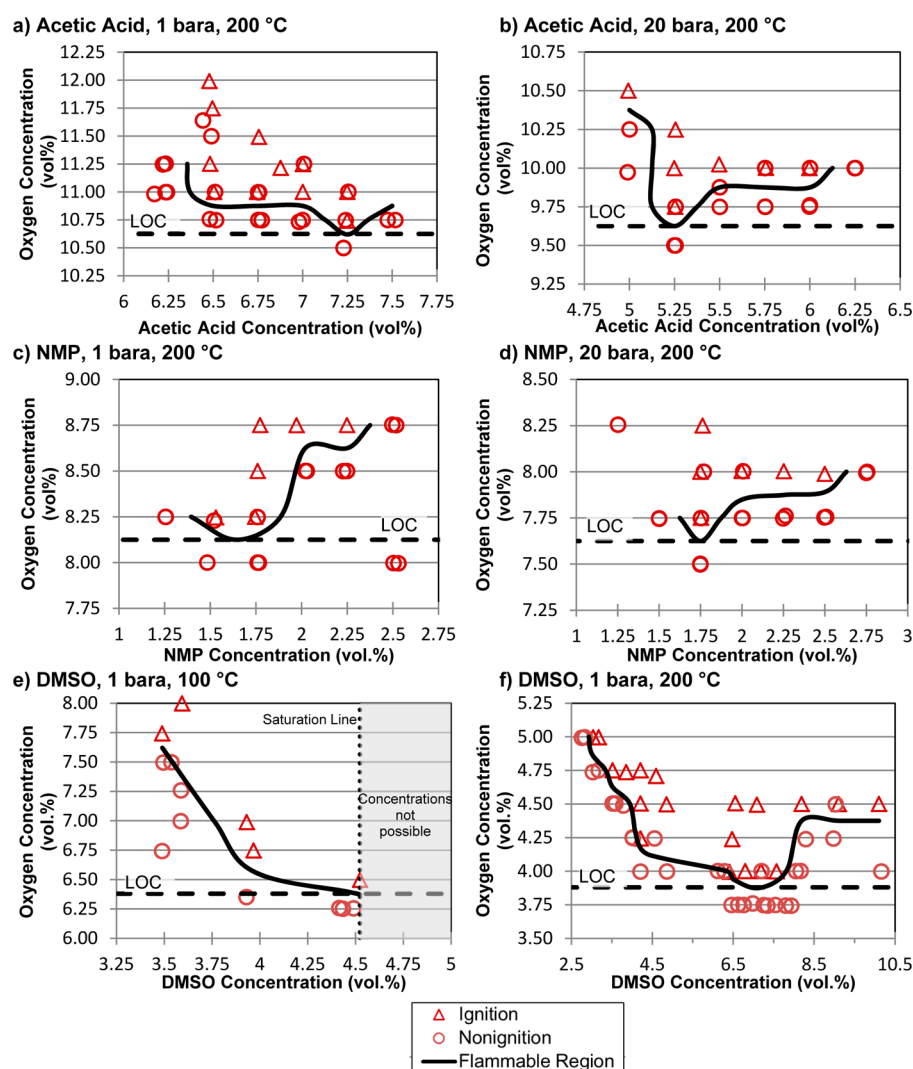 a) Acetic Acid, 1 bara, 200 °C
Oxygen Concentration
(vol%)
12.25
12.00
11.75
11.50
11.25
11.00
10.75
10.50
10.25
LOC
6
6.25
6.5
6.75
7
7.25
7.5
7.75
Acetic Acid Concentration (vol%)
b) Acetic Acid, 20 bara, 200 °C
Oxygen Concentration
(vol%)
10.75
10.50
10.25
10.00
9.75
9.50
9.25
LOC
4.75
5
5.25
5.5
5.75
6
6.25
6.5
Acetic Acid Concentration (vol%)
c) NMP, 1 bara, 200 °C
Oxygen Concentration
(vol%)
9.00
8.75
8.50
8.25
8.00
7.75
LOC
1
1.25
1.5
1.75
2
2.25
2.5
2.75
NMP Concentration (vol.%)
d) NMP, 20 bara, 200 °C
Oxygen Concentration
(vol%)
8.50
8.25
8.00
7.75
7.50
7.25
LOC
1
1.25
1.5
1.75
2
2.25
2.5
2.75
3
NMP Concentration (vol.%)
e) DMSO, 1 bara, 100 °C
Oxygen Concentration
(vol.%)
8.00
7.75
7.50
7.25
7.00
6.75
6.50
6.25
6.00
Saturation Line
Concentrations
not
possible
LOC
3.25
3.5
3.75
4
4.25
4.5
4.75
5
DMSO Concentration (vol.%)
f) DMSO, 1 bara, 200 °C
Oxygen Concentration
(vol.%)
5.25
5.00
4.75
4.50
4.25
4.00
3.75
3.50
LOC
2.5
4.5
6.5
8.5
10.5
DMSO Concentration (vol.%)
Ignition
Nonignition
Flammable Region